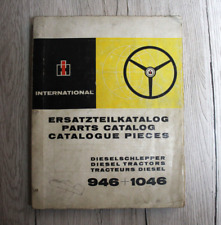 INTERNATIONAL
ERSATZTEILKATALOG
PARTS CATALOG
CATALOGUE PIECES
DIESELSCHLEPPER
DIESEL TRACTORS
TRACTEURS DIESEL
946 + 1046